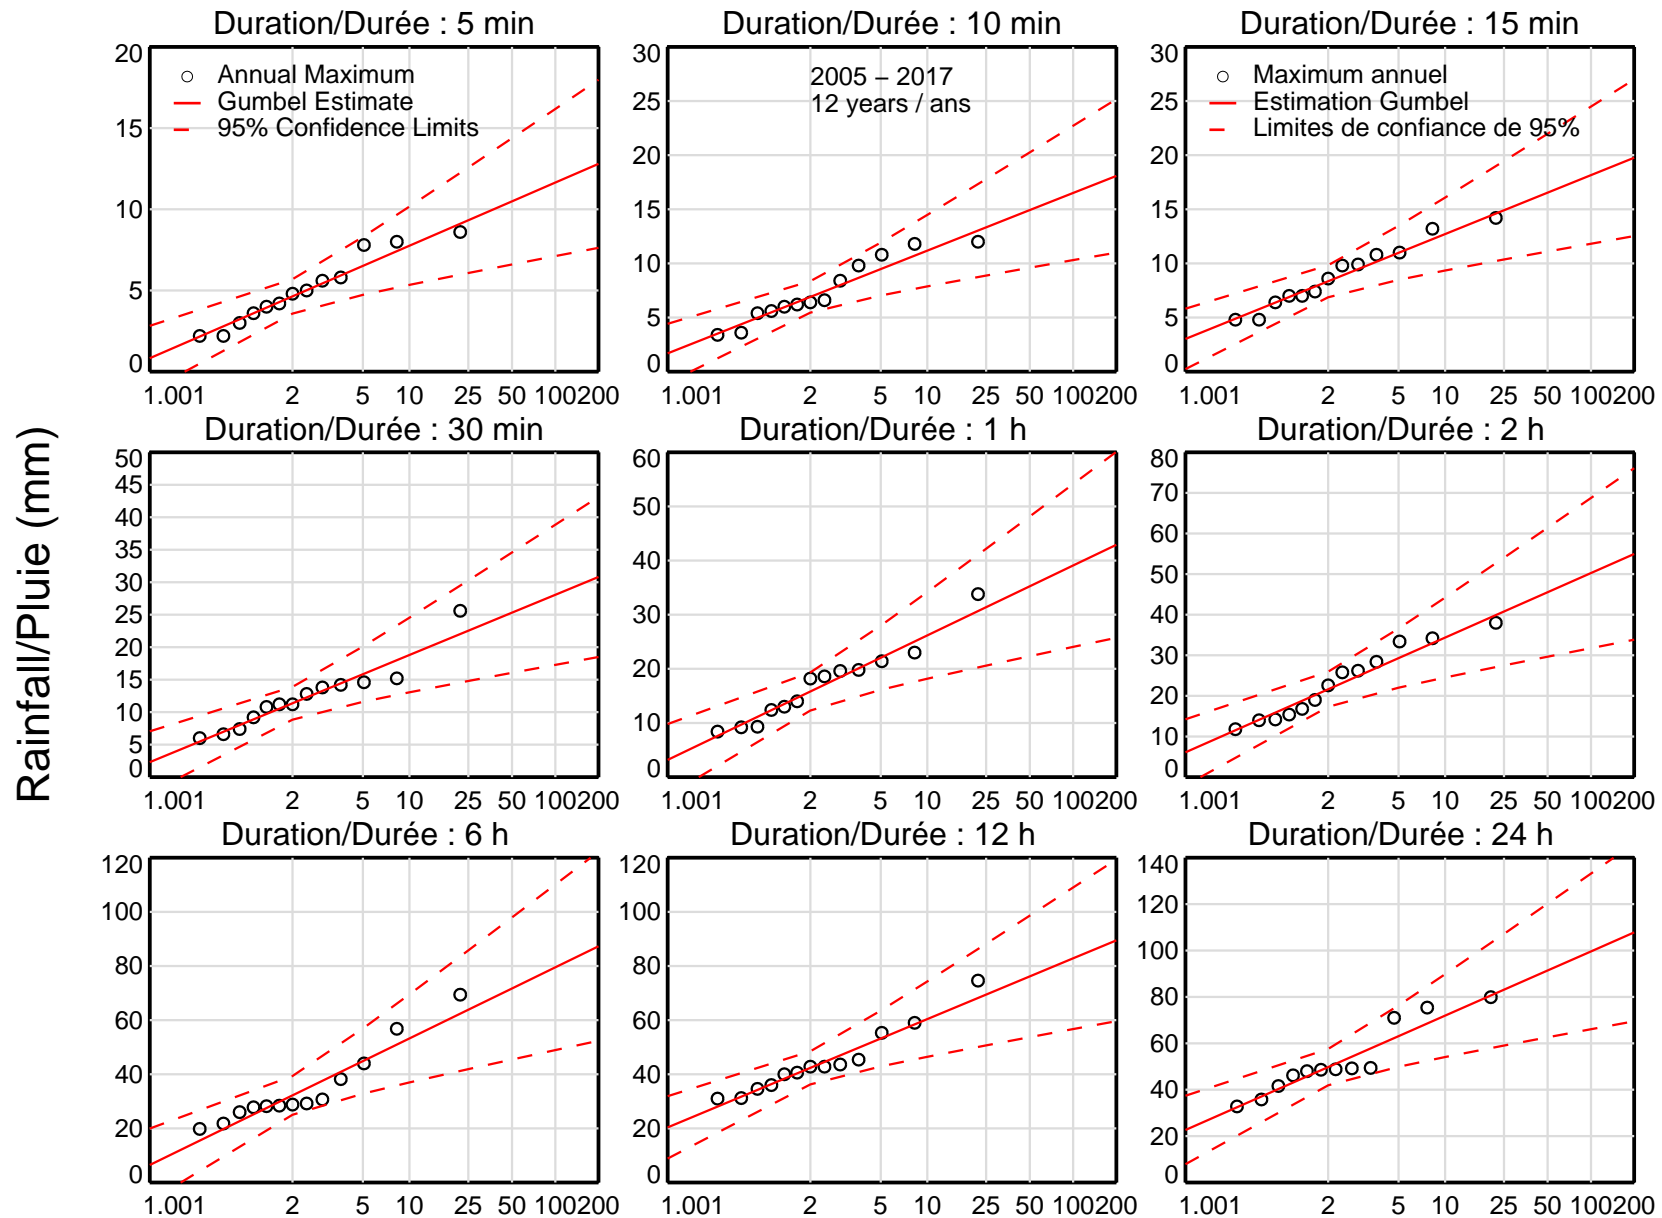 Duration/Durée : 5 min
20
15
10
5
0
○ Annual Maximum
Gumbel Estimate
95% Confidence Limits
1.001 2 5 10 25 50 100200
Duration/Durée : 10 min
30
25
20
15
10
5
0
2005 – 2017
12 years / ans
1.001 2 5 10 25 50 100200
Duration/Durée : 15 min
30
25
20
15
10
5
0
○ Maximum annuel
Estimation Gumbel
Limites de confiance de 95%
1.001 2 5 10 25 50 100200
Rainfall/Pluie (mm)
Duration/Durée : 30 min
50
45
40
35
30
25
20
15
10
5
0
1.001 2 5 10 25 50 100200
Duration/Durée : 1 h
60
50
40
30
20
10
0
1.001 2 5 10 25 50 100200
Duration/Durée : 2 h
80
70
60
50
40
30
20
10
0
1.001 2 5 10 25 50 100200
Duration/Durée : 6 h
120
100
80
60
40
20
0
1.001 2 5 10 25 50 100200
Duration/Durée : 12 h
120
100
80
60
40
20
0
1.001 2 5 10 25 50 100200
Duration/Durée : 24 h
140
120
100
80
60
40
20
0
1.001 2 5 10 25 50 100200